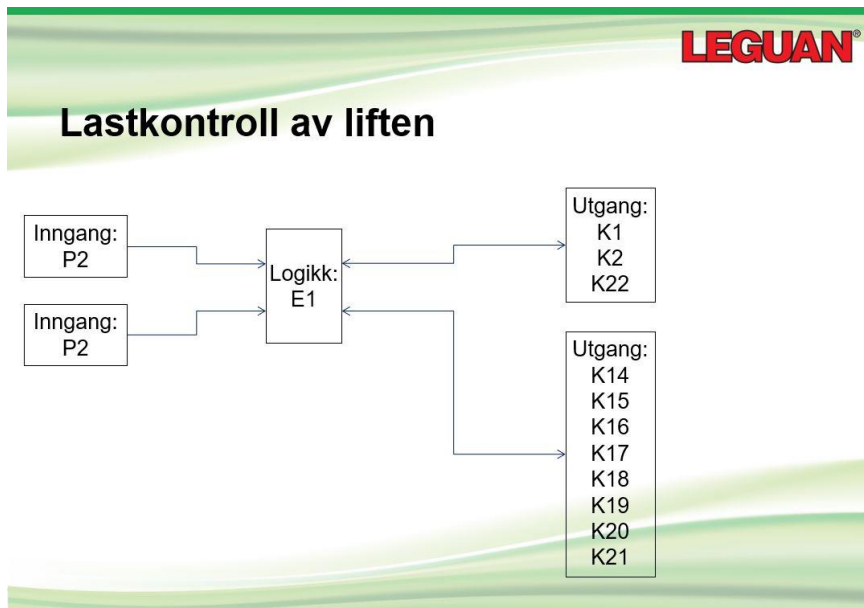 LEGUAN®
Lastkontroll av liften
Inngang:
P2
Inngang:
P2
Logikk:
E1
Utgang:
K1
K2
K22
Utgang:
K14
K15
K16
K17
K18
K19
K20
K21